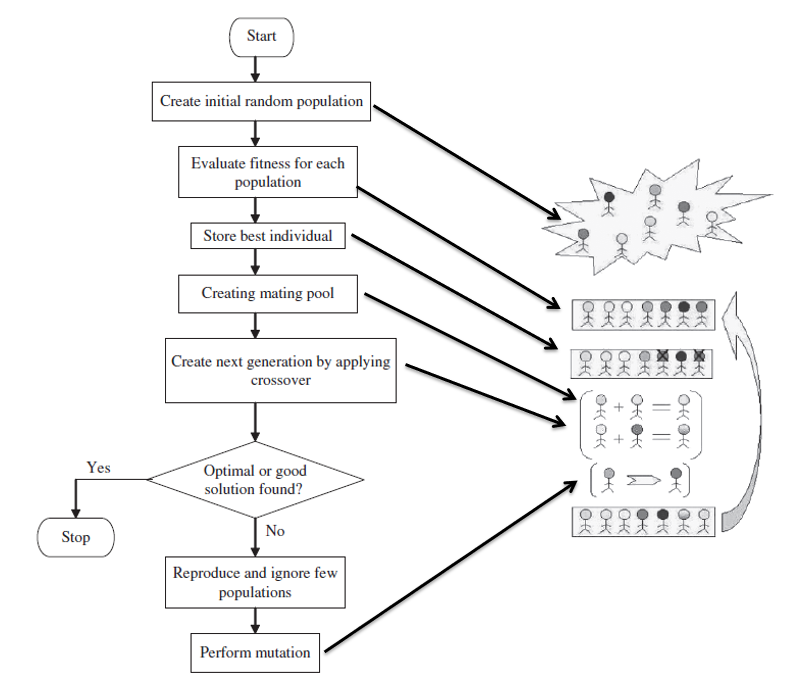 Start
Create initial random population
Evaluate fitness for each
population
Store best individual
Creating mating pool
Create next generation by applying
crossover
Optimal or good
solution found?
Yes
Stop
No
Reproduce and ignore few
populations
Perform mutation